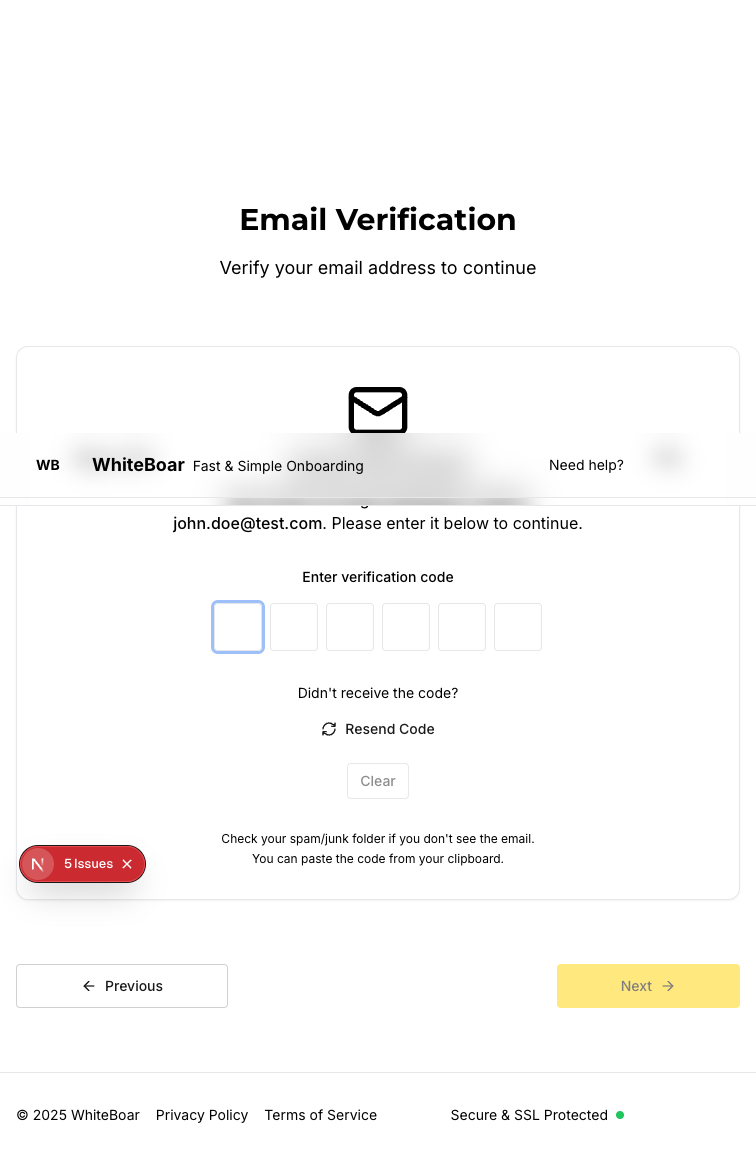 Email Verification
Verify your email address to continue
WB WhiteBoar Fast & Simple Onboarding Need help?
john.doe@test.com. Please enter it below to continue.
Enter verification code
Didn't receive the code?
Resend Code
Clear
Check your spam/junk folder if you don't see the email.
You can paste the code from your clipboard.
5 Issues
Previous
Next
© 2025 WhiteBoar Privacy Policy Terms of Service Secure & SSL Protected